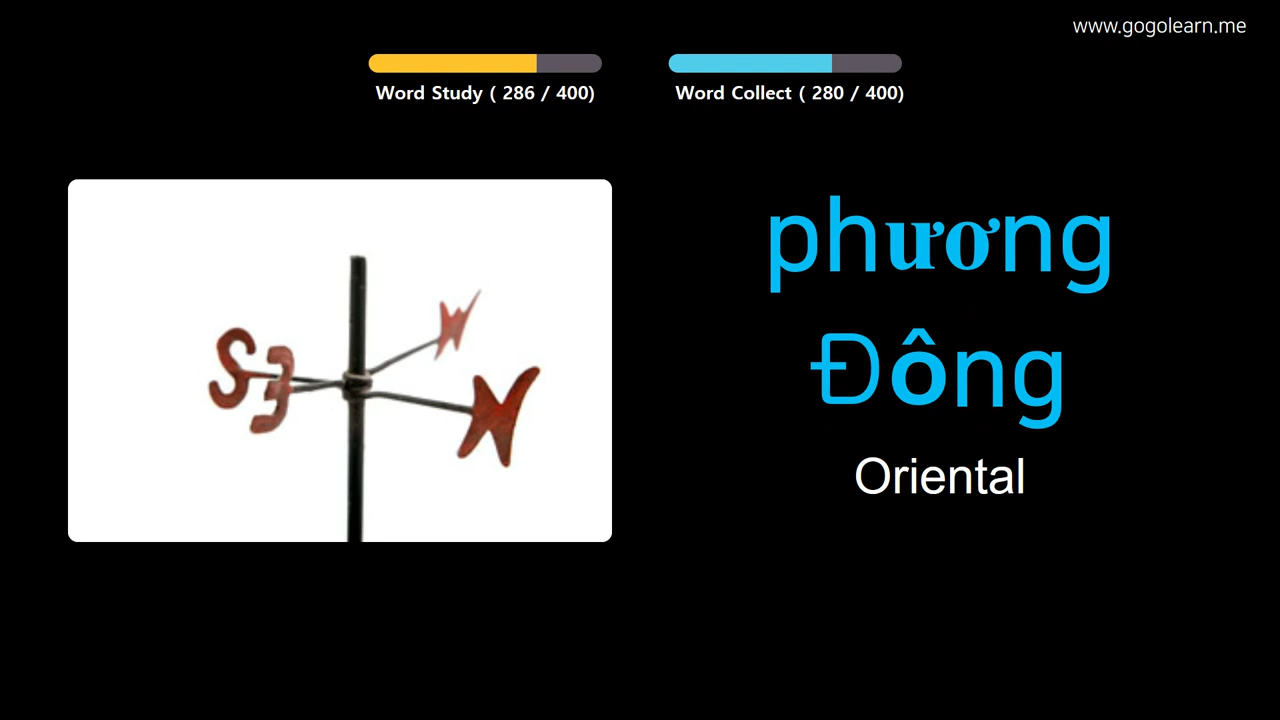 www.gogolearn.me
Word Study ( 286 / 400)
Word Collect ( 280 / 400)
phương
Đông
Oriental
S
E
W
N